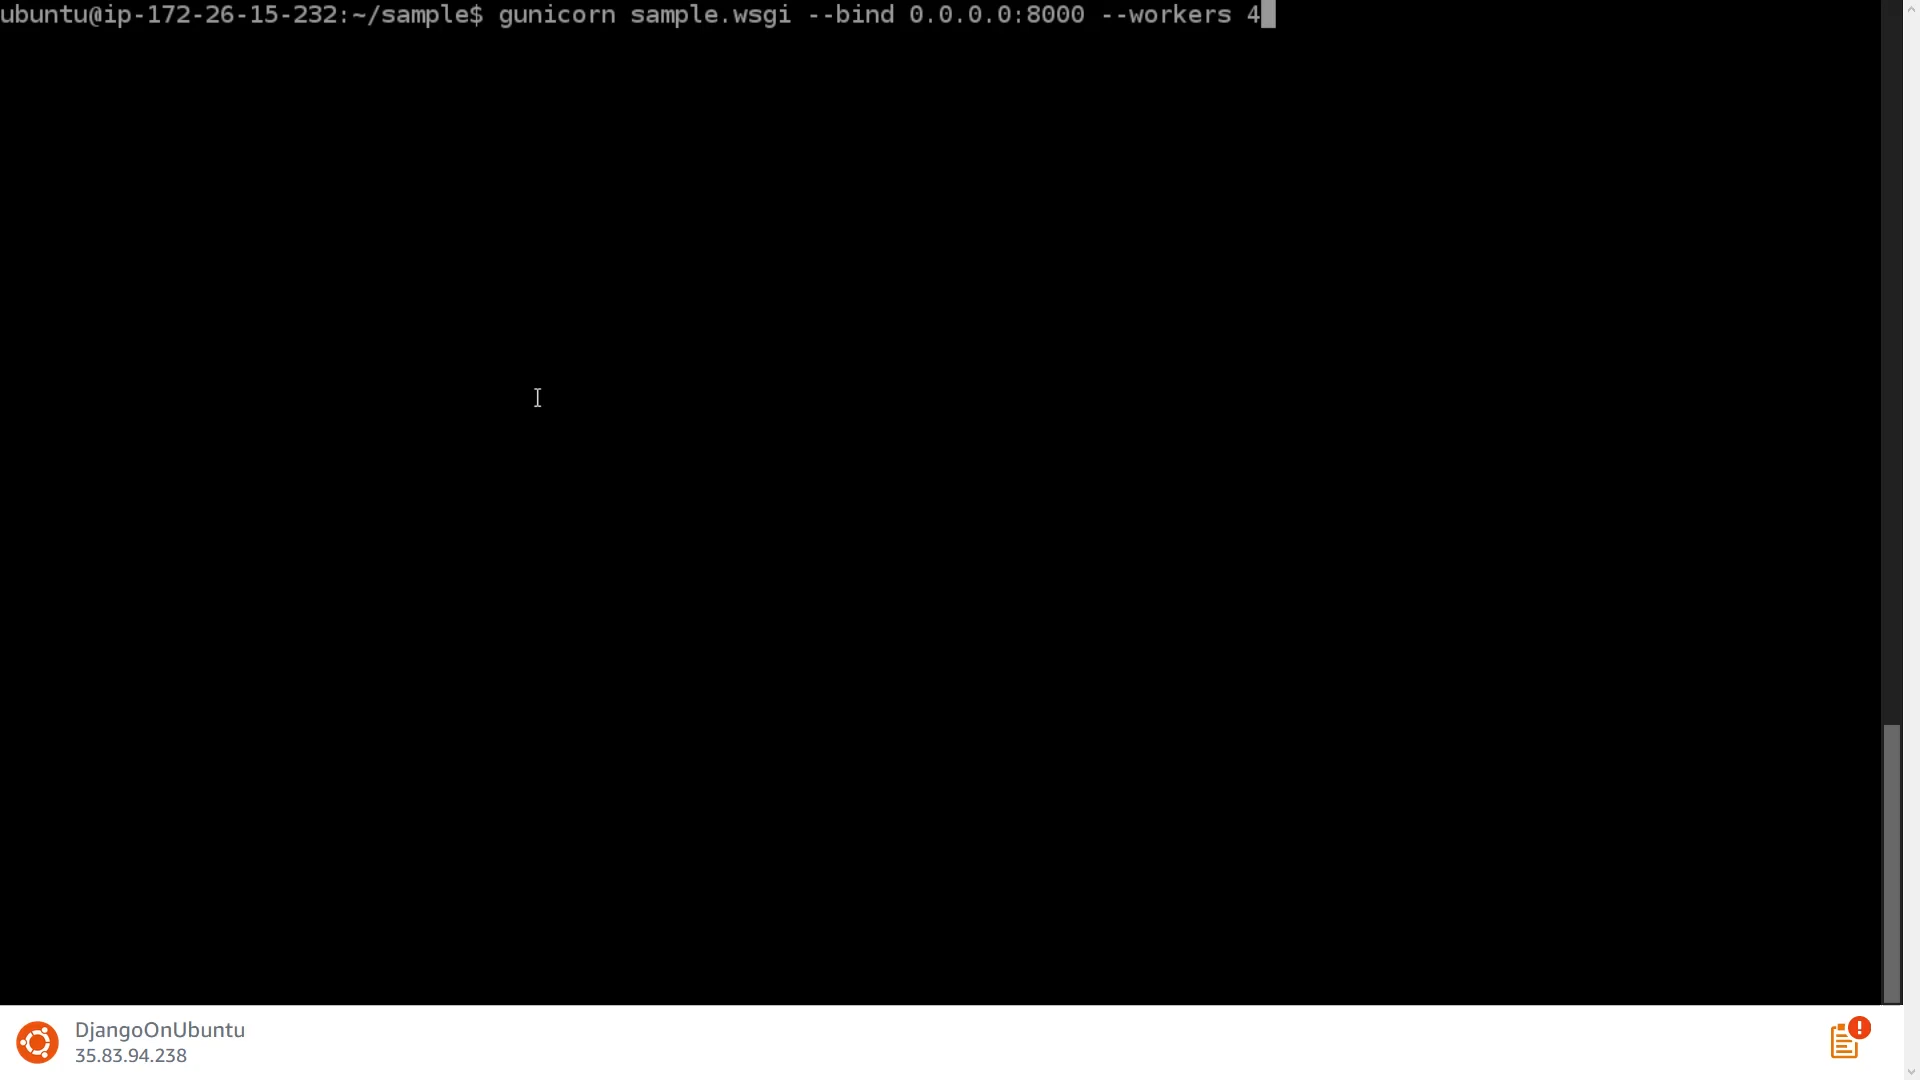 ubuntu@ip-172-26-15-232:~/sample$ gunicorn sample.wsgi --bind 0.0.0.0:8000 --workers 4
DjangoOnUbuntu
35.83.94.238